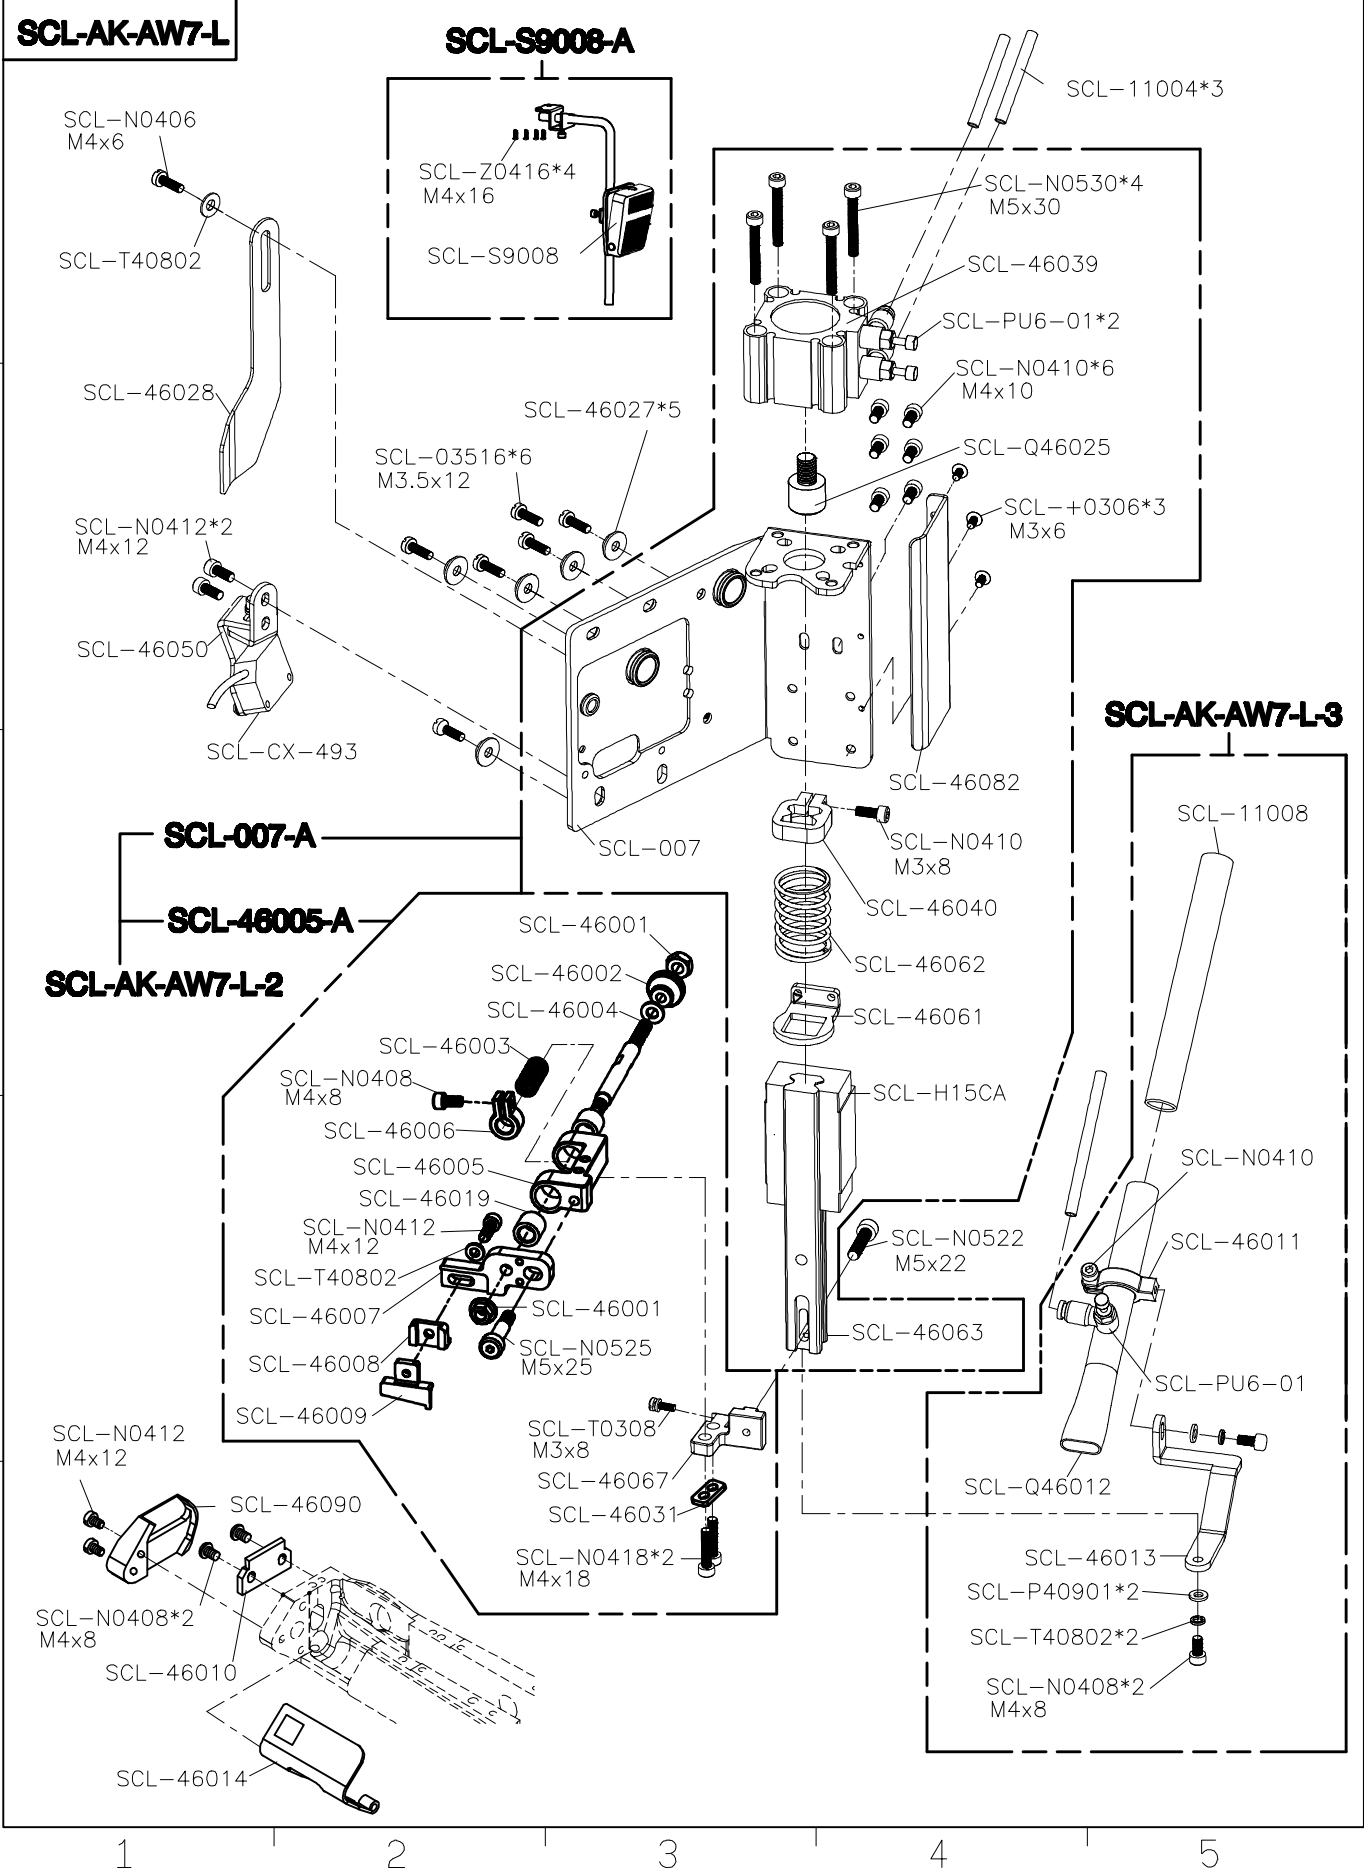 SCL-AK-AW7-L
SCL-S9008-A
SCL-11004*3
SCL-N0406
M4x6
SCL-Z0416*4
M4x16
SCL-N0530*4
M5x30
SCL-T40802
SCL-S9008
SCL-46039
SCL-PU6-01*2
SCL-N0410*6
M4x10
SCL-46028
SCL-46027*5
SCL-03516*6
M3.5x12
SCL-Q46025
SCL-N0412*2
M4x12
SCL-+0306*3
M3x6
SCL-46050
SCL-CX-493
SCL-AK-AW7-L-3
SCL-46082
SCL-11008
SCL-007-A
SCL-007
SCL-N0410
M3x8
SCL-46005-A
SCL-46040
SCL-46001
SCL-46002
SCL-46062
SCL-AK-AW7-L-2
SCL-46004
SCL-46061
SCL-46003
SCL-N0408
M4x8
SCL-H15CA
SCL-46006
SCL-46005
SCL-N0410
SCL-46019
SCL-N0412
M4x12
SCL-N0522
M5x22
SCL-46011
SCL-T40802
SCL-46007
SCL-46001
SCL-46063
SCL-N0525
M5x25
SCL-46008
SCL-PU6-01
SCL-46009
SCL-T0308
M3x8
SCL-N0412
M4x12
SCL-46067
SCL-Q46012
SCL-46090
SCL-46031
SCL-N0418*2
M4x18
SCL-46013
SCL-P40901*2
SCL-N0408*2
M4x8
SCL-T40802*2
SCL-46010
SCL-N0408*2
M4x8
SCL-46014
1 2 3 4 5